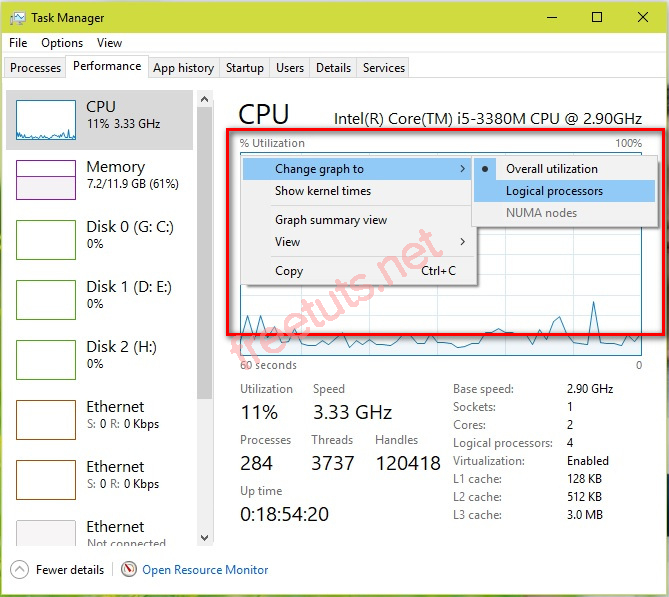 Task Manager
File Options View
Processes Performance App history Startup Users Details Services
CPU
11% 3.33 GHz
Memory
7.2/11.9 GB (61%)
Disk 0 (G: C:)
0%
Disk 1 (D: E:)
0%
Disk 2 (H:)
0%
Ethernet
S: 0 R: 0 Kbps
Ethernet
S: 0 R: 0 Kbps
Ethernet
Not connected
CPU Intel(R) Core(TM) i5-3380M CPU @ 2.90GHz
% Utilization 100%
Change graph to
Show kernel times
Graph summary view
View
Copy Ctrl+C
Overall utilization
Logical processors
NUMA nodes
freetuts.net
60 seconds 0
Utilization Speed
11% 3.33 GHz
Processes Threads Handles
284 3737 120418
Up time
0:18:54:20
Base speed: 2.90 GHz
Sockets: 1
Cores: 2
Logical processors: 4
Virtualization: Enabled
L1 cache: 128 KB
L2 cache: 512 KB
L3 cache: 3.0 MB
Fewer details Open Resource Monitor